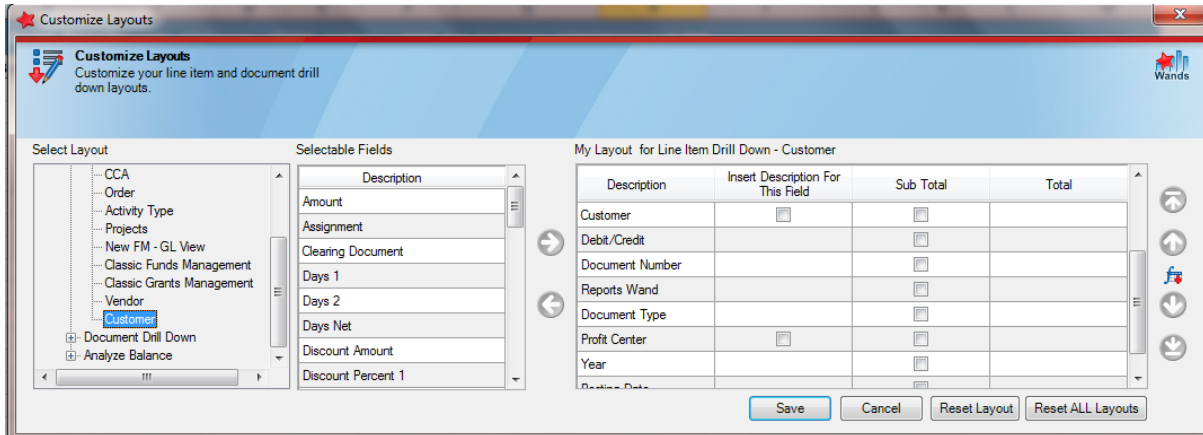 Customize Layouts
Customize Layouts
Customize your line item and document drill
down layouts.
Wands
Select Layout
CCA
Order
Activity Type
Projects
New FM - GL View
Classic Funds Management
Classic Grants Management
Vendor
Customer
Document Drill Down
Analyze Balance
Selectable Fields
Description
Amount
Assignment
Clearing Document
Days 1
Days 2
Days Net
Discount Amount
Discount Percent 1
My Layout for Line Item Drill Down - Customer
Description Insert Description For This Field Sub Total Total
Customer
Debit/Credit
Document Number
Reports Wand
Document Type
Profit Center
Year
Posting Date
Save Cancel Reset Layout Reset ALL Layouts